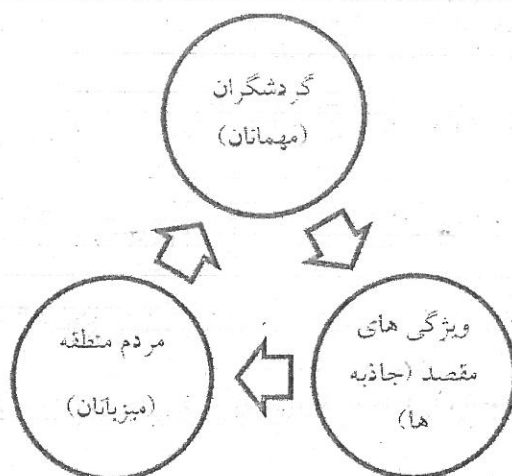 گردشگران
(مهمانان)
ویژگی های
مقصد (جاذبه
ها)
مردم منطقه
(میزبانان)